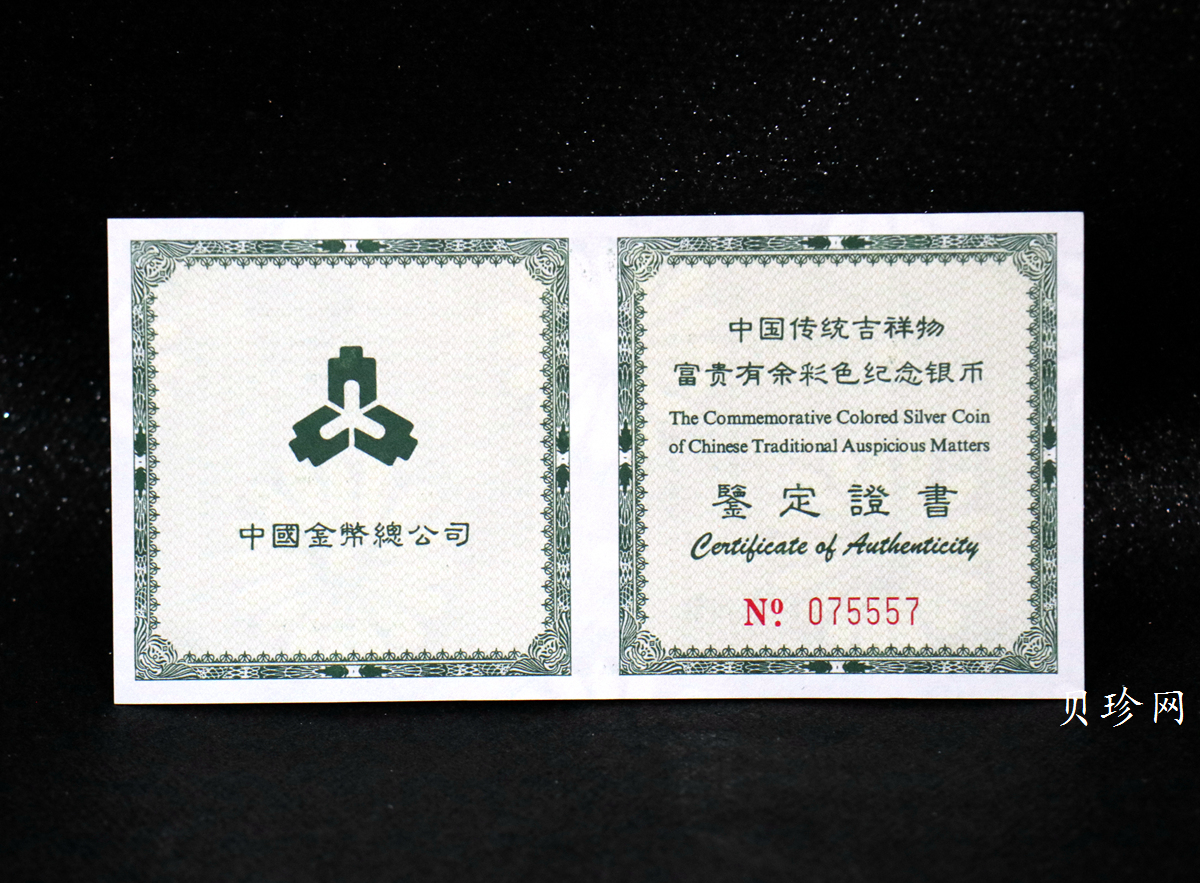 中國金幣總公司
中国传统吉祥物
富贵有余彩色纪念银币
The Commemorative Colored Silver Coin
of Chinese Traditional Auspicious Matters
鑒定證書
Certificate of Authenticity
Nº. 075557
贝珍网